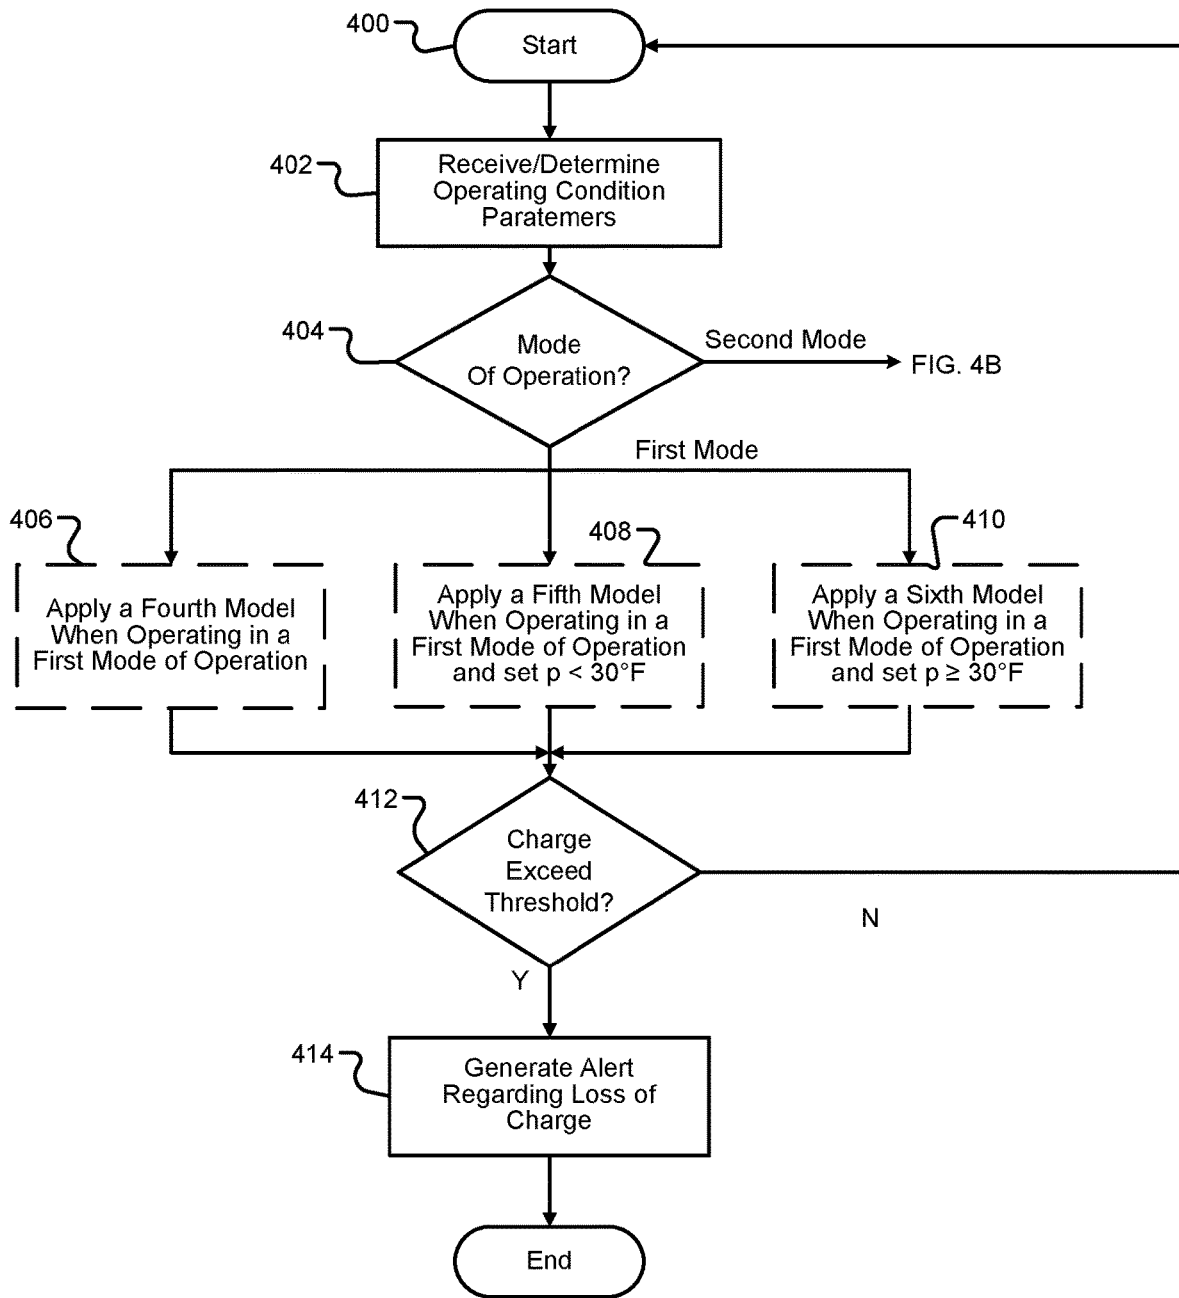 400
Start
402
Receive/Determine
Operating Condition
Paratemers
404
Mode
Of Operation?
Second Mode
FIG. 4B
First Mode
406
Apply a Fourth Model
When Operating in a
First Mode of Operation
408
Apply a Fifth Model
When Operating in a
First Mode of Operation
and set p < 30°F
410
Apply a Sixth Model
When Operating in a
First Mode of Operation
and set p ≥ 30°F
412
Charge
Exceed
Threshold?
N
Y
414
Generate Alert
Regarding Loss of
Charge
End